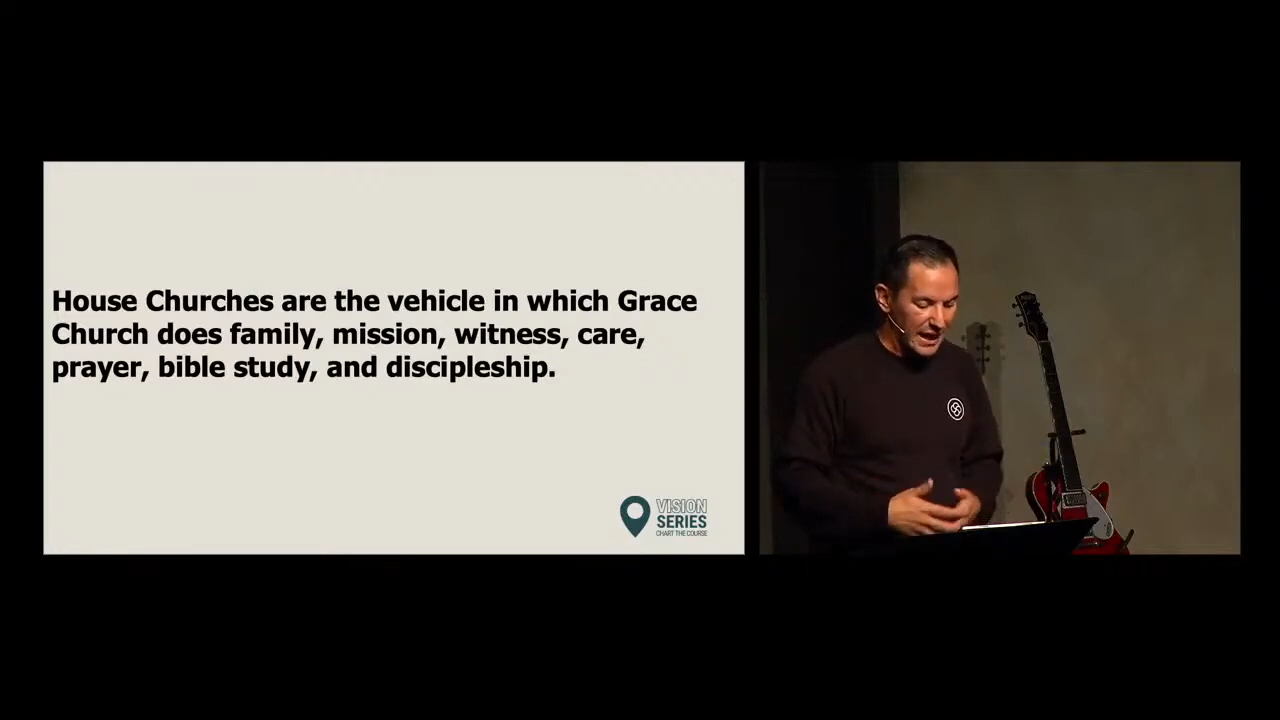 House Churches are the vehicle in which Grace
Church does family, mission, witness, care,
prayer, bible study, and discipleship.
VISION
SERIES
CHART THE COURSE